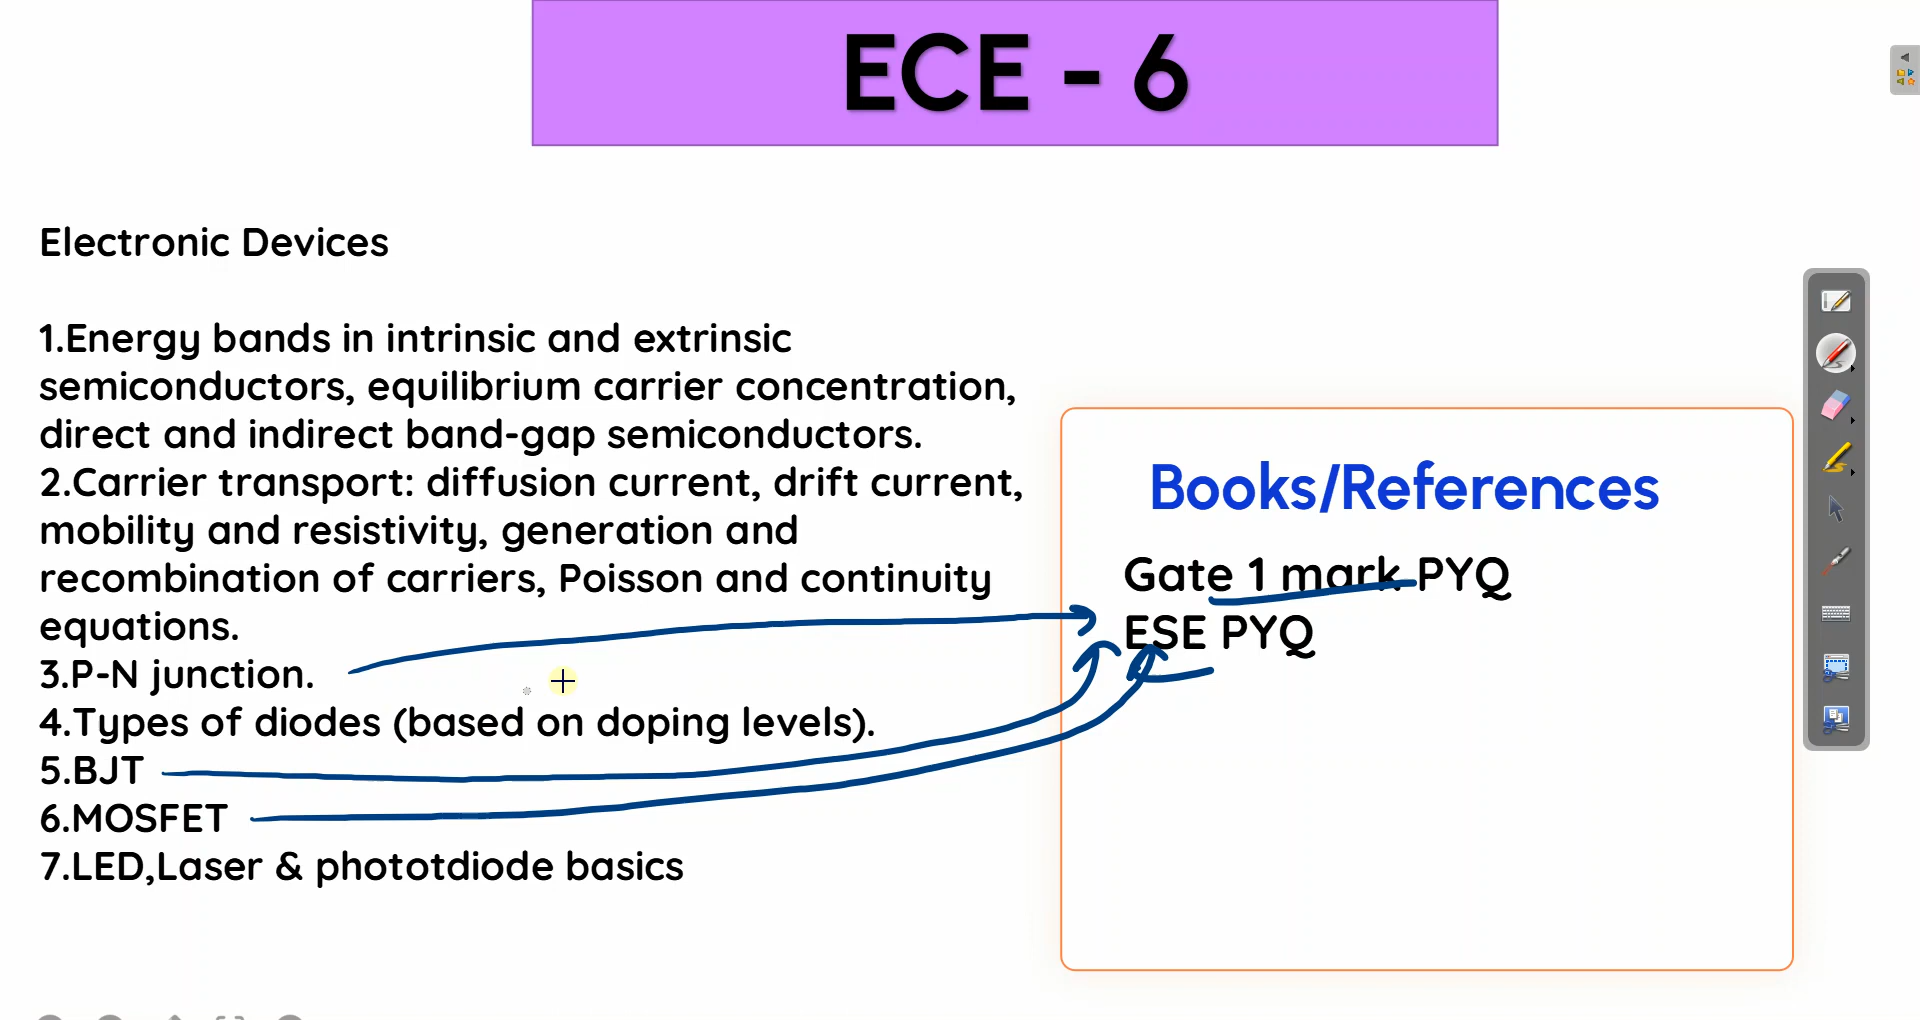 ECE - 6
Electronic Devices
1.Energy bands in intrinsic and extrinsic
semiconductors, equilibrium carrier concentration,
direct and indirect band-gap semiconductors.
2.Carrier transport: diffusion current, drift current,
mobility and resistivity, generation and
recombination of carriers, Poisson and continuity
equations.
3.P-N junction.
4.Types of diodes (based on doping levels).
5.BJT
6.MOSFET
7.LED,Laser & phototdiode basics
Books/References
Gate 1 mark PYQ
ESE PYQ